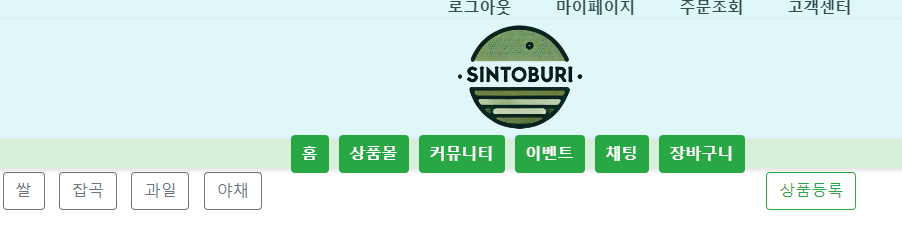 로그아웃 마이페이지 주문조회 고객센터
· SINTOBURI ·
홈 상품몰 커뮤니티 이벤트 채팅 장바구니
쌀 잡곡 과일 야채 상품등록